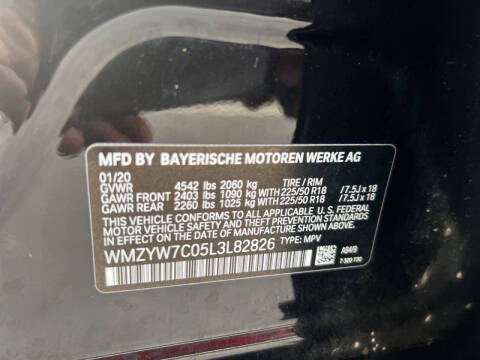 MFD BY BAYERISCHE MOTOREN WERKE AG
01/20 TIRE / RIM
GVWR 4542 lbs 2060 kg
GAWR FRONT 2403 lbs 1090 kg WITH 225/50 R18 /7.5J x 18
GAWR REAR 2260 lbs 1025 kg WITH 225/50 R18 /7.5J x 18
THIS VEHICLE CONFORMS TO ALL APPLICABLE U.S. FEDERAL
MOTOR VEHICLE SAFETY AND THEFT PREVENTION STANDARDS
IN EFFECT ON THE DATE OF MANUFACTURE SHOWN ABOVE.
WMZYW7C05L3L82826 TYPE: MPV
A94/9